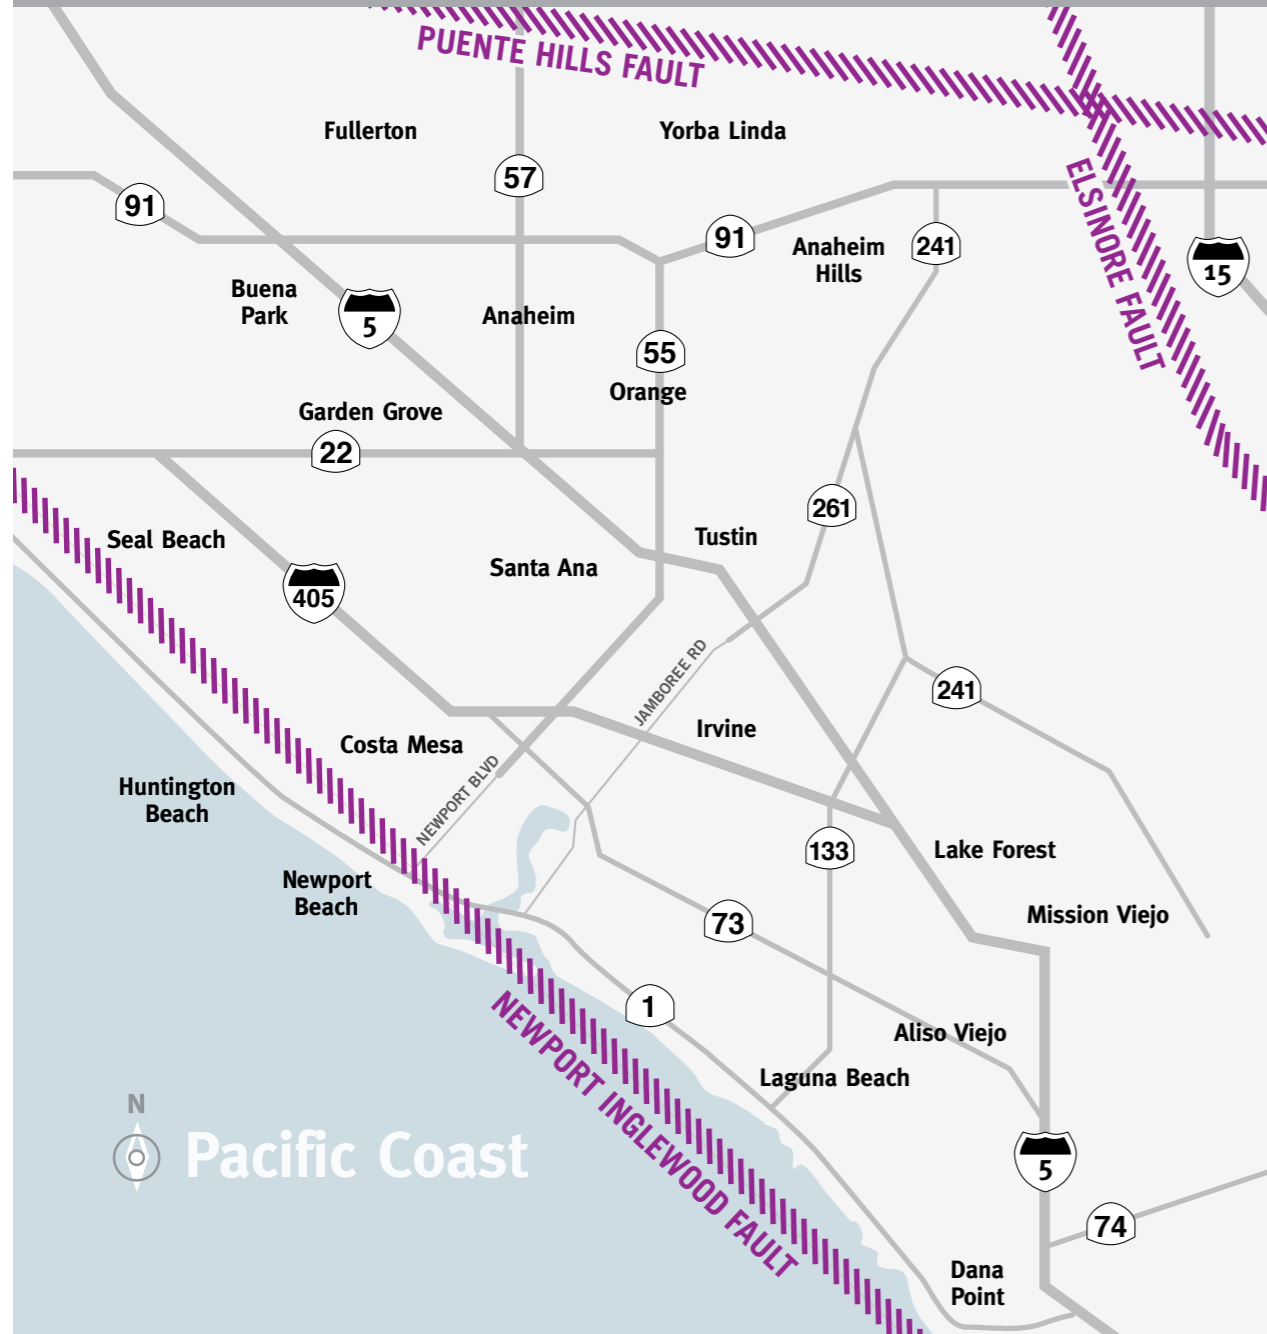 PUENTE HILLS FAULT
Fullerton
Yorba Linda
57
91
ELSINORE FAULT
91
Anaheim
Hills
241
15
Buena
Park
5
Anaheim
55
Orange
Garden Grove
22
261
Seal Beach
Tustin
Santa Ana
405
JAMBOREE RD
241
Irvine
Costa Mesa
NEWPORT BLVD
Huntington
Beach
133
Lake Forest
Newport
Beach
Mission Viejo
73
1
NEWPORT INGLEWOOD FAULT
Aliso Viejo
Laguna Beach
N
Pacific Coast
5
74
Dana
Point